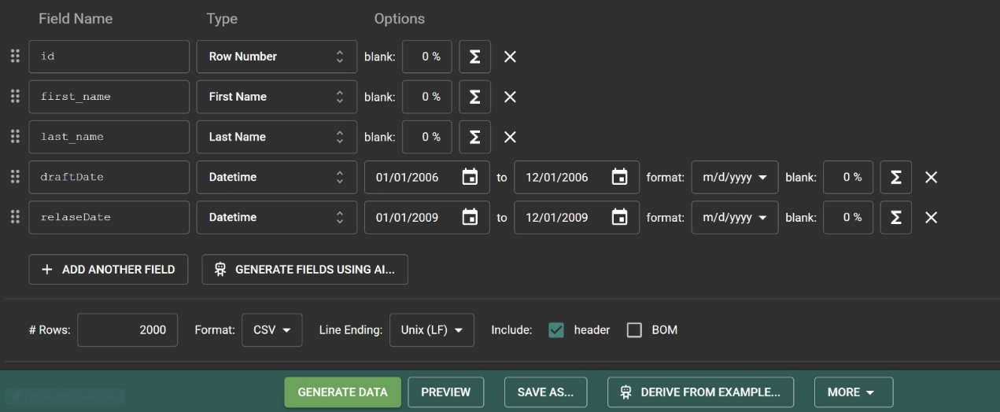 Field Name Type Options
id Row Number blank: 0 % Σ
first_name First Name blank: 0 % Σ
last_name Last Name blank: 0 % Σ
draftDate Datetime 01/01/2006 to 12/01/2006 format: m/d/yyyy blank: 0 % Σ
relaseDate Datetime 01/01/2009 to 12/01/2009 format: m/d/yyyy blank: 0 % Σ
+ ADD ANOTHER FIELD GENERATE FIELDS USING AI...
# Rows: 2000 Format: CSV Line Ending: Unix (LF) Include: header BOM
GENERATE DATA PREVIEW SAVE AS... DERIVE FROM EXAMPLE... MORE